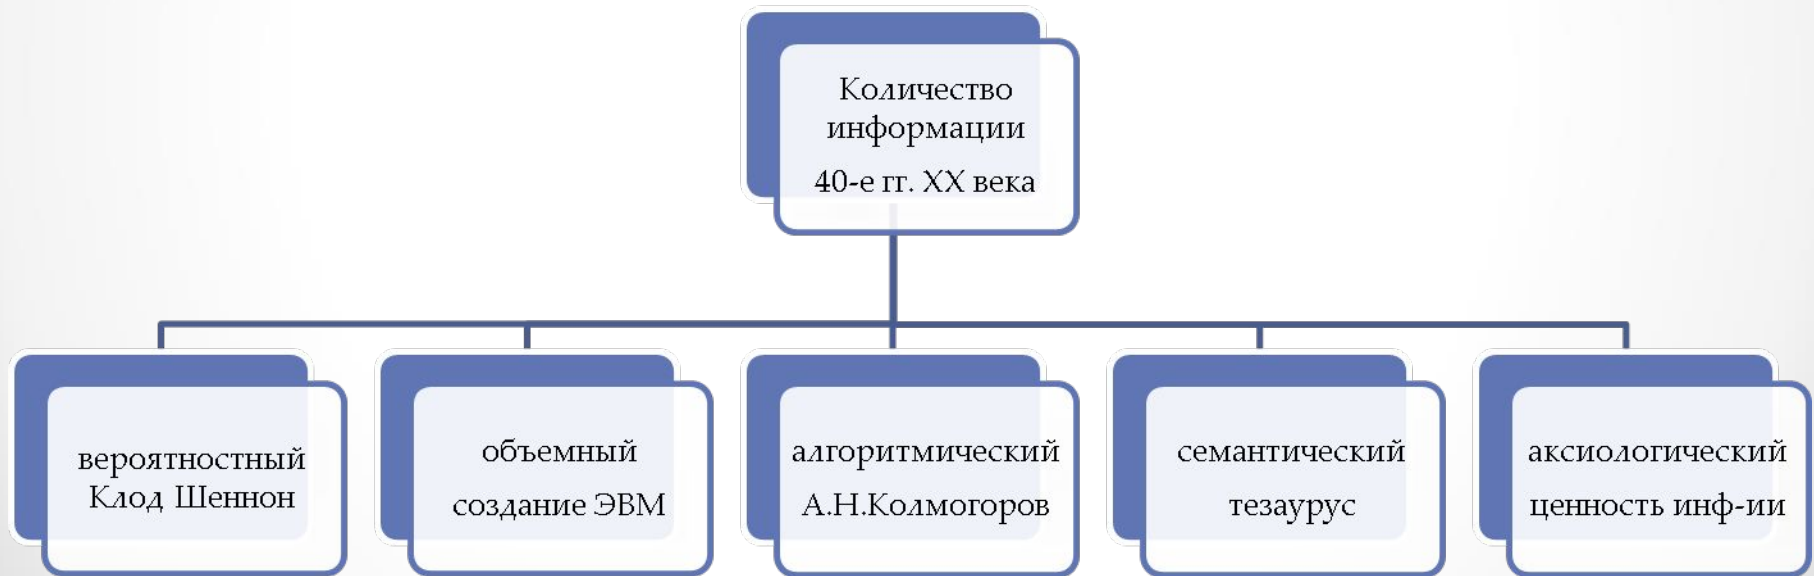 Количество
информации
40-е гг. XX века
вероятностный
Клод Шеннон
объемный
создание ЭВМ
алгоритмический
А.Н.Колмогоров
семантический
тезаурус
аксиологический
ценность инф-ии